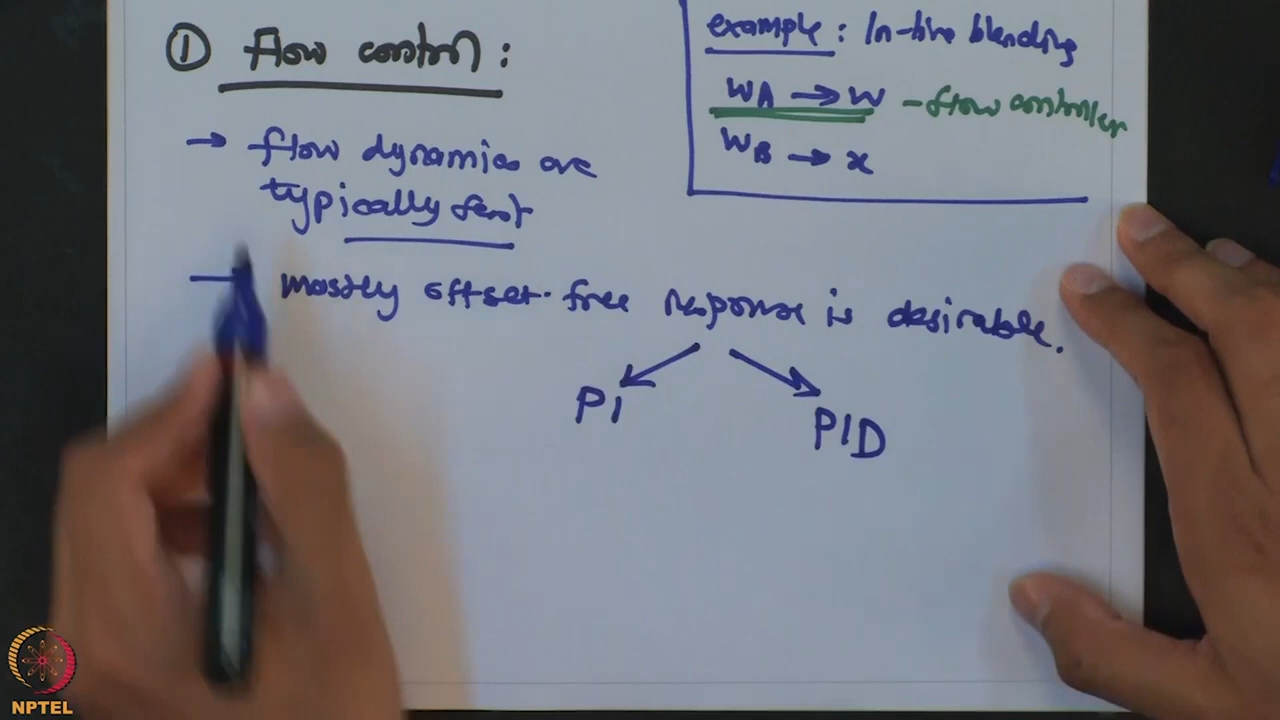 ① Flow control:
→ flow dynamics are
typically fast
→ mostly offset-free response is desirable.
PI
PID
example: In-line blending
WA → W - flow controller
WB → x
NPTEL